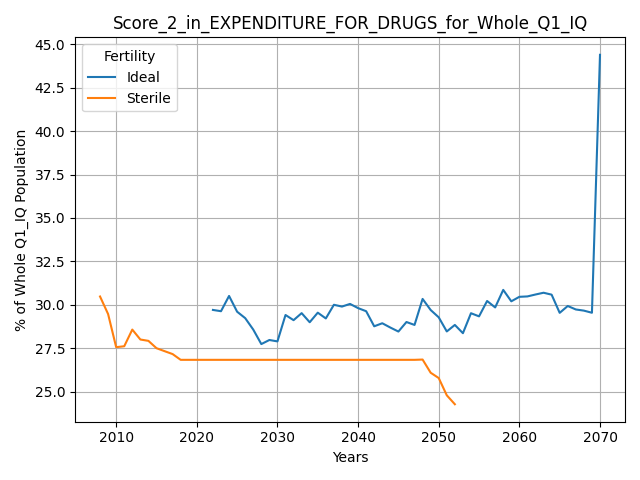 Score_2_in_EXPENDITURE_FOR_DRUGS_for_Whole_Q1_IQ
% of Whole Q1_IQ Population
45.0
42.5
40.0
37.5
35.0
32.5
30.0
27.5
25.0
Fertility
Ideal
Sterile
2010 2020 2030 2040 2050 2060 2070
Years